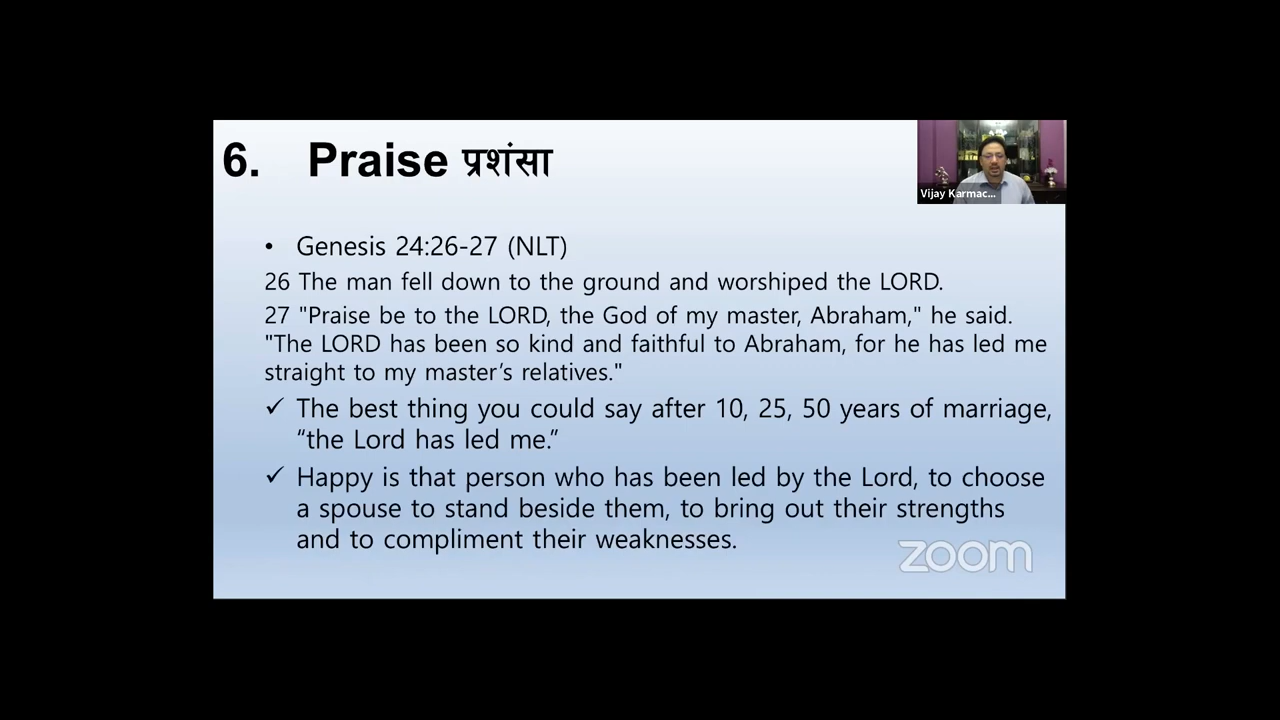 6. Praise प्रशंसा
Vijay Karmac...
• Genesis 24:26-27 (NLT)
26 The man fell down to the ground and worshiped the LORD.
27 "Praise be to the LORD, the God of my master, Abraham," he said.
"The LORD has been so kind and faithful to Abraham, for he has led me
straight to my master’s relatives."
✓ The best thing you could say after 10, 25, 50 years of marriage,
“the Lord has led me.”
✓ Happy is that person who has been led by the Lord, to choose
a spouse to stand beside them, to bring out their strengths
and to compliment their weaknesses.
zoom